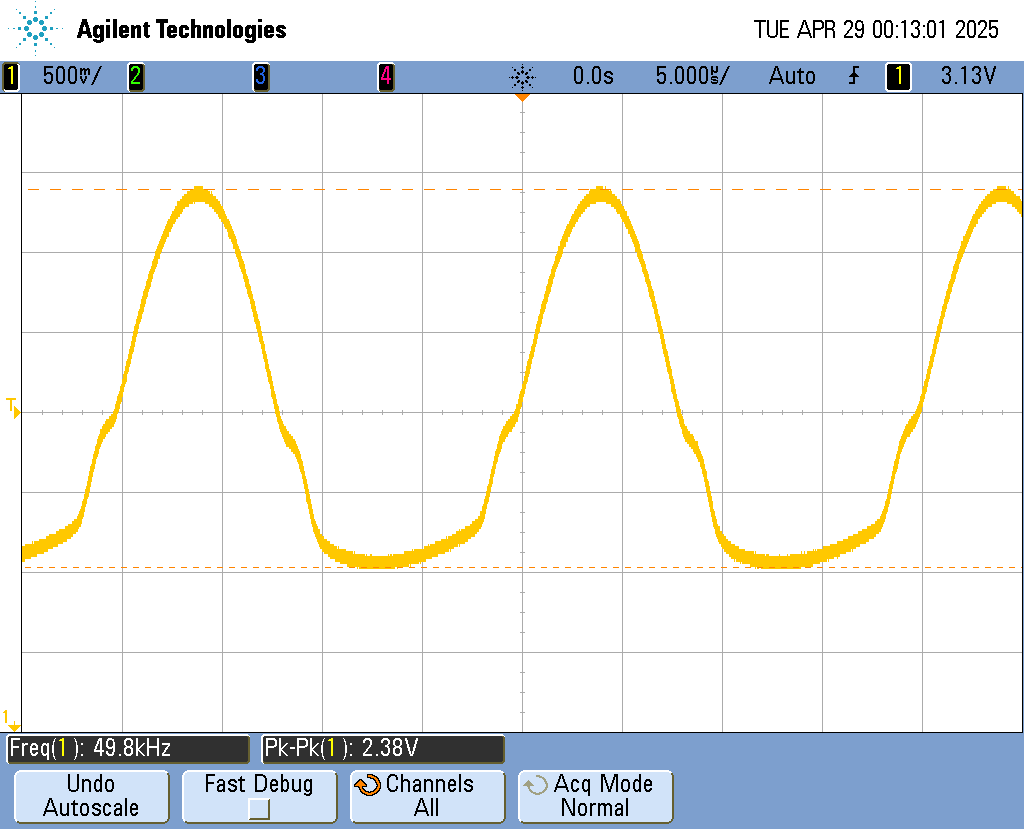 Agilent Technologies
TUE APR 29 00:13:01 2025
1 500mV/ 2 3 4 0.0s 5.000µs/ Auto 1 3.13V
T
1
Freq(1): 49.8kHz Pk-Pk(1): 2.38V
Undo Autoscale
Fast Debug
Channels All
Acq Mode Normal